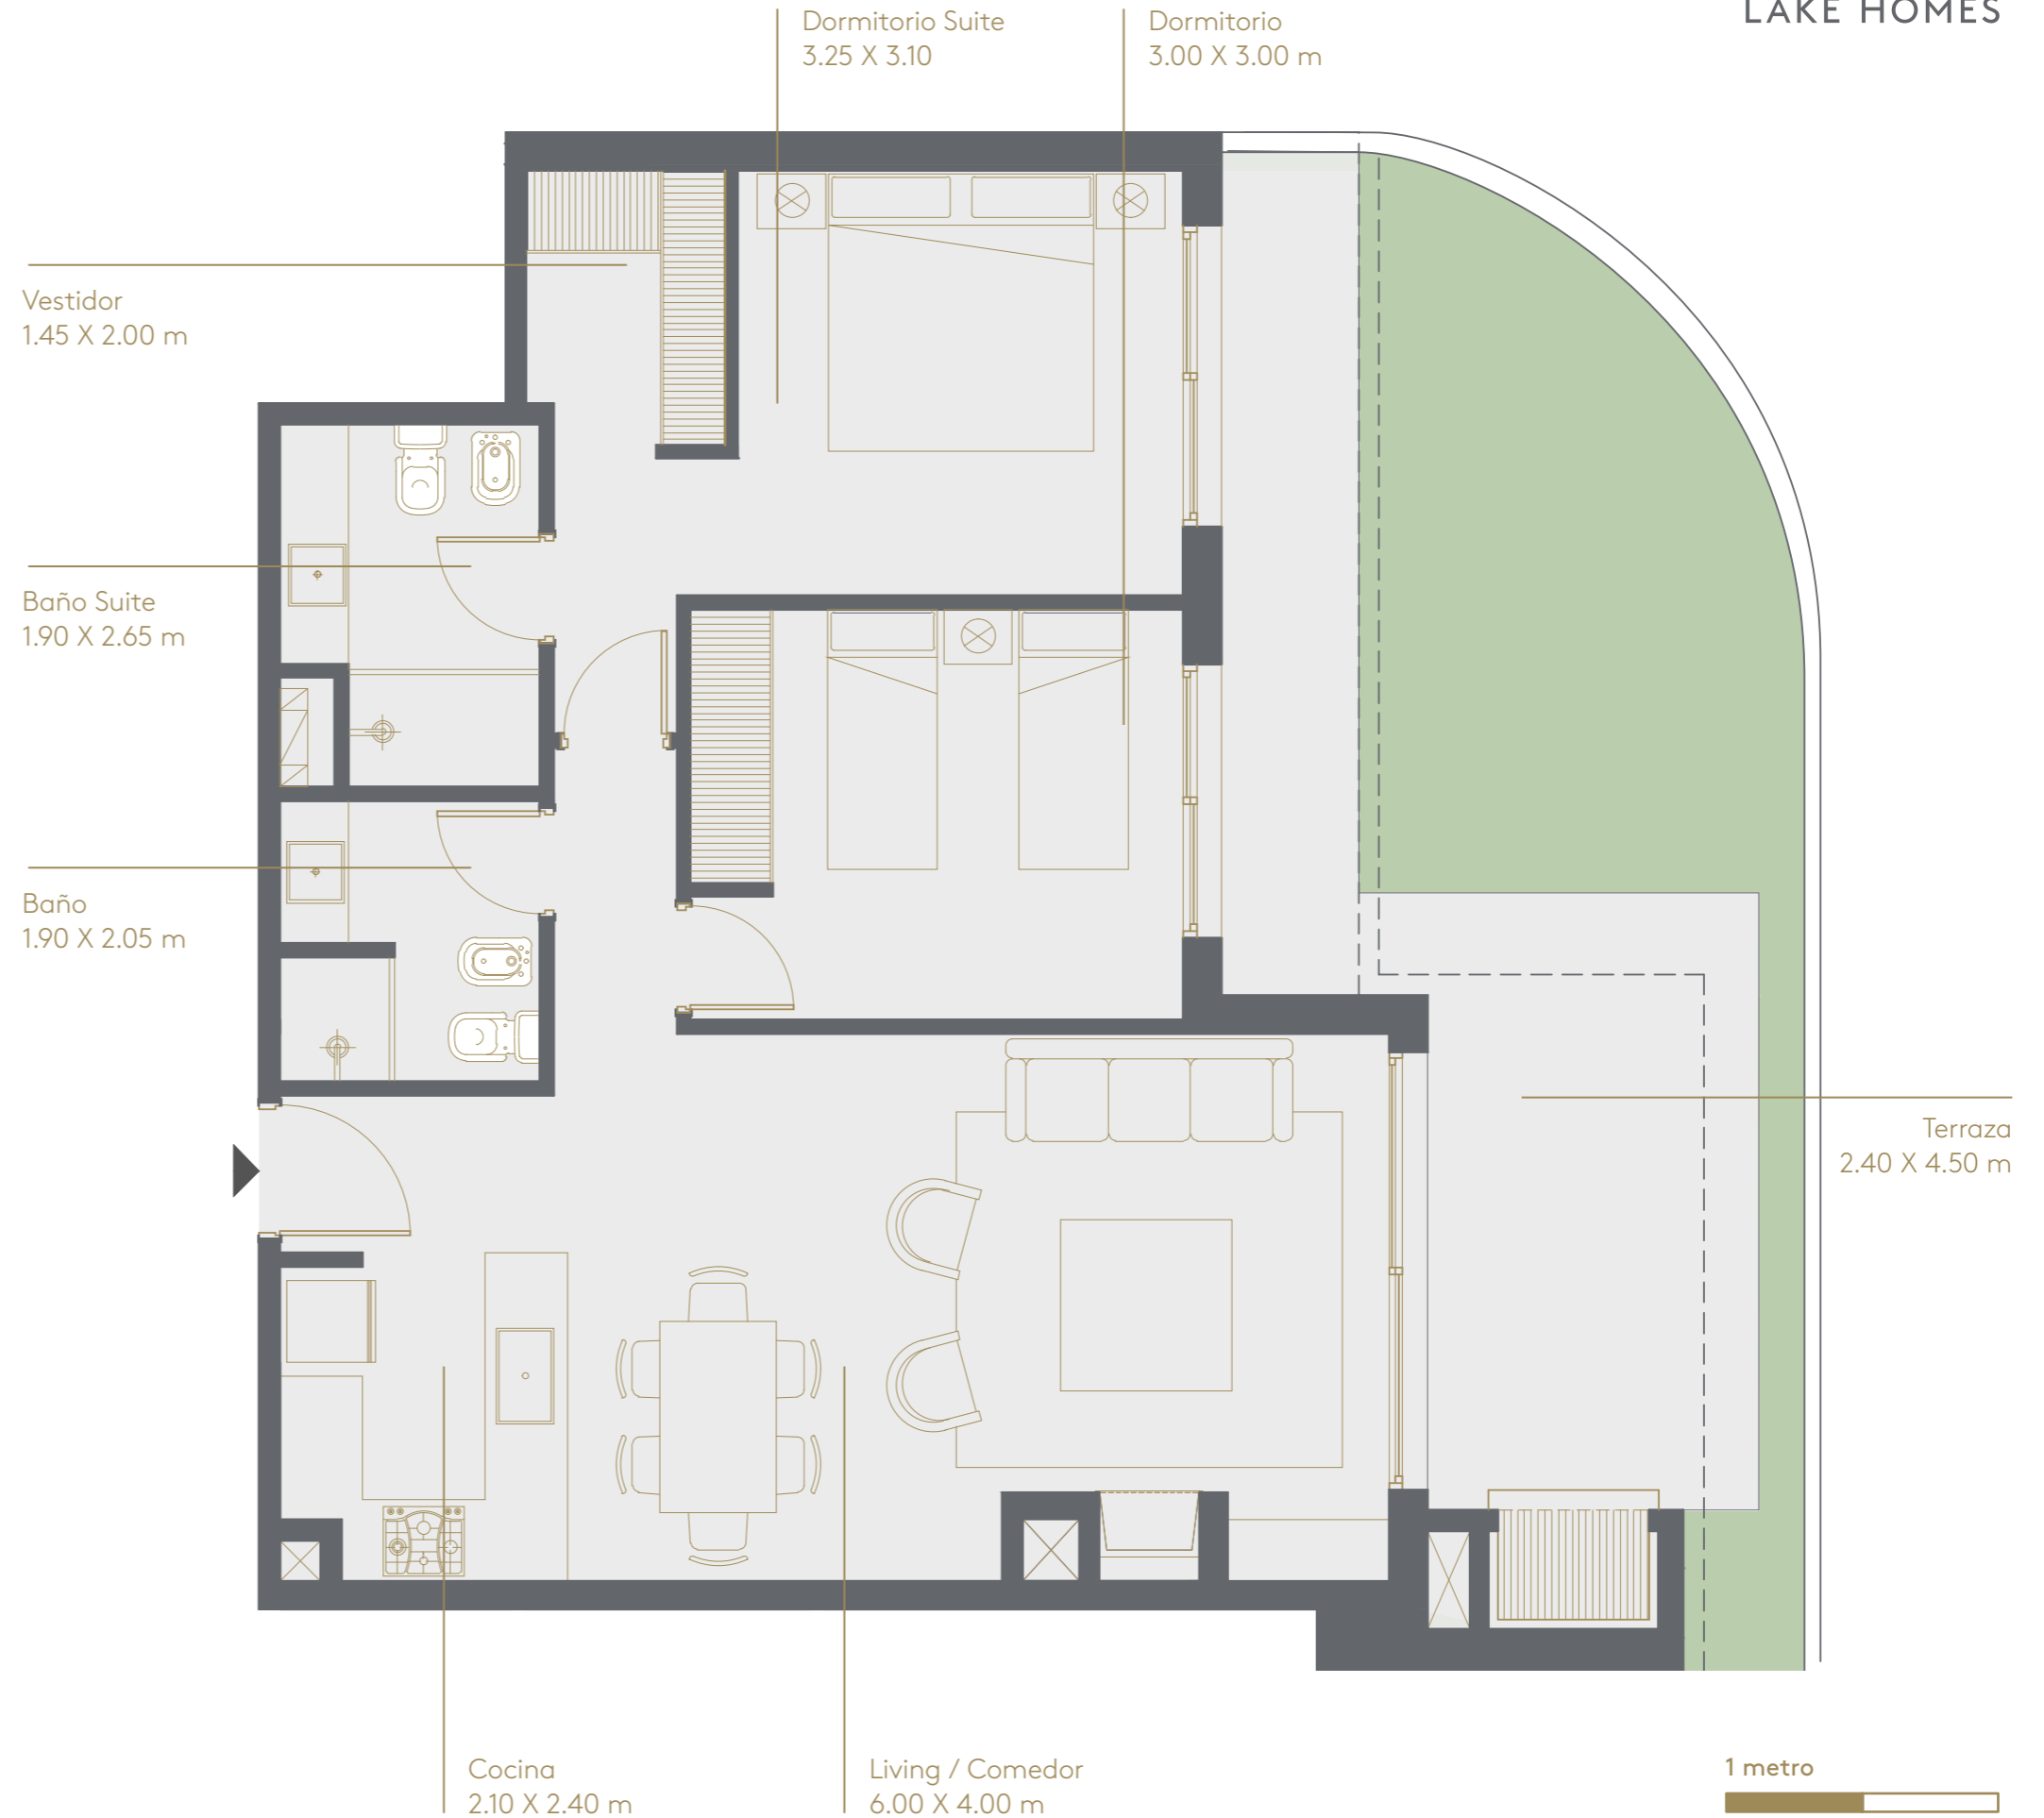 LAKE HOMES
Dormitorio Suite
3.25 X 3.10
Dormitorio
3.00 X 3.00 m
Vestidor
1.45 X 2.00 m
Baño Suite
1.90 X 2.65 m
Baño
1.90 X 2.05 m
Terraza
2.40 X 4.50 m
Cocina
2.10 X 2.40 m
Living / Comedor
6.00 X 4.00 m
1 metro